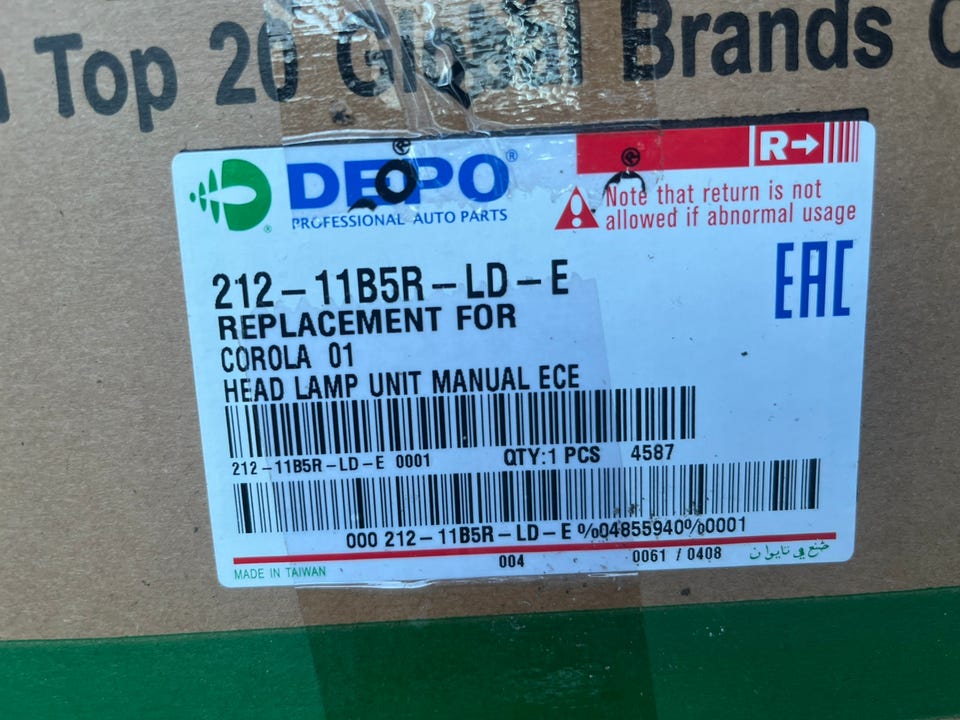 Top 20 Global Brands
DEPO®
PROFESSIONAL AUTO PARTS
R→
Note that return is not
allowed if abnormal usage
EAC
212-11B5R-LD-E
REPLACEMENT FOR
COROLA 01
HEAD LAMP UNIT MANUAL ECE
212-11B5R-LD-E 0001 QTY:1 PCS 4587
000 212-11B5R-LD-E %04855940%0001
004 0061 / 0408 صنع في تايوان
MADE IN TAIWAN